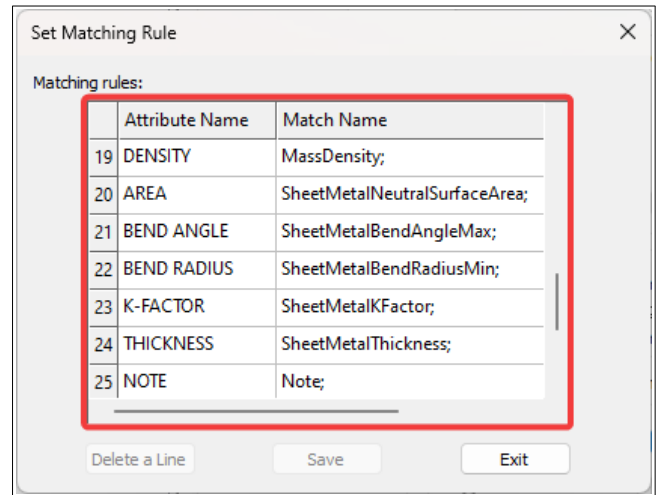 Set Matching Rule
Matching rules:
Attribute Name Match Name
19 DENSITY MassDensity;
20 AREA SheetMetalNeutralSurfaceArea;
21 BEND ANGLE SheetMetalBendAngleMax;
22 BEND RADIUS SheetMetalBendRadiusMin;
23 K-FACTOR SheetMetalKFactor;
24 THICKNESS SheetMetalThickness;
25 NOTE Note;
Delete a Line Save Exit